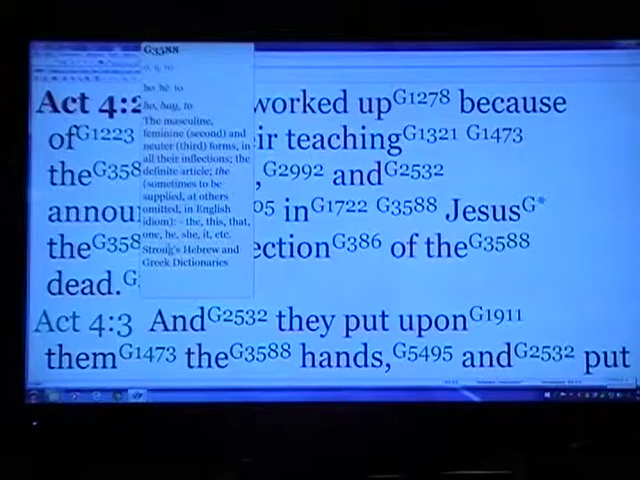 G3588
ho, hē, to
ho, hay, to
The masculine,
feminine (second) and
neuter (third) forms, in
all their inflections; the
definite article; the
(sometimes to be
supplied, at others
omitted, in English
idiom): - the, this, that,
one, he, she, it, etc.
Strong's Hebrew and
Greek Dictionaries
Act 4:2 worked upG1278 because
ofG1223 ir teachingG1321 G1473
theG358 ,G2992 andG2532
annou 05 inG1722 G3588 JesusG*
theG358 ectionG386 of theG3588
dead.G
Act 4:3 AndG2532 they put uponG1911
themG1473 theG3588 hands,G5495 andG2532 put